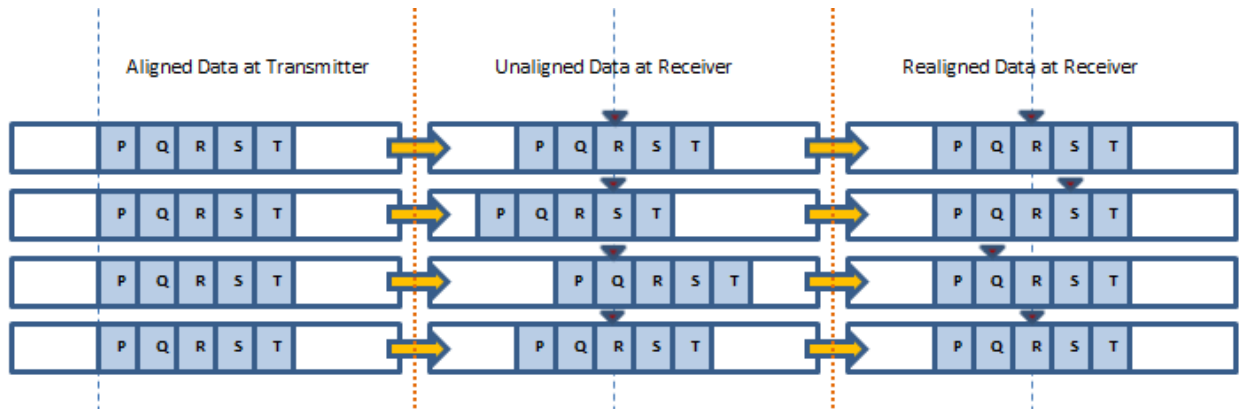 Aligned Data at Transmitter Unaligned Data at Receiver Realigned Data at Receiver
P Q R S T P Q R S T P Q R S T
P Q R S T P Q R S T P Q R S T
P Q R S T P Q R S T P Q R S T
P Q R S T P Q R S T P Q R S T